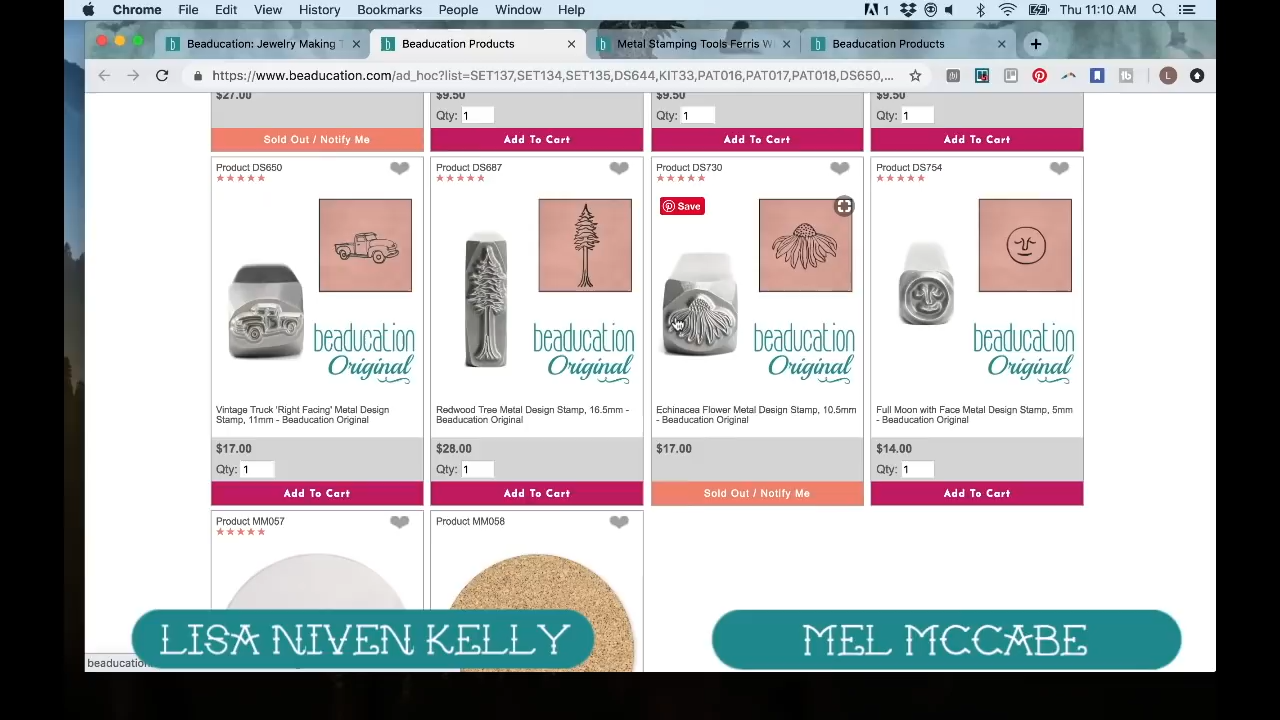 Chrome File Edit View History Bookmarks People Window Help 1 Thu 11:10 AM
Beaducation: Jewelry Making T
Beaducation Products
Metal Stamping Tools Ferris W
Beaducation Products
https://www.beaducation.com/ad_hoc?list=SET137,SET134,SET135,DS644,KIT33,PAT016,PAT017,PAT018,DS650,... L
$27.00 $9.50 $9.50 $9.50
Qty: 1 Qty: 1 Qty: 1
Sold Out / Notify Me Add To Cart Add To Cart Add To Cart
Product DS650
beaducation
Original
Vintage Truck 'Right Facing' Metal Design
Stamp, 11mm - Beaducation Original
$17.00
Qty: 1
Add To Cart
Product DS687
beaducation
Original
Redwood Tree Metal Design Stamp, 16.5mm -
Beaducation Original
$28.00
Qty: 1
Add To Cart
Product DS730
Save
beaducation
Original
Echinacea Flower Metal Design Stamp, 10.5mm
- Beaducation Original
$17.00
Sold Out / Notify Me
Product DS754
beaducation
Original
Full Moon with Face Metal Design Stamp, 5mm
- Beaducation Original
$14.00
Qty: 1
Add To Cart
Product MM057
Product MM058
LISA NIVEN KELLY
MEL MCCABE
beaducation